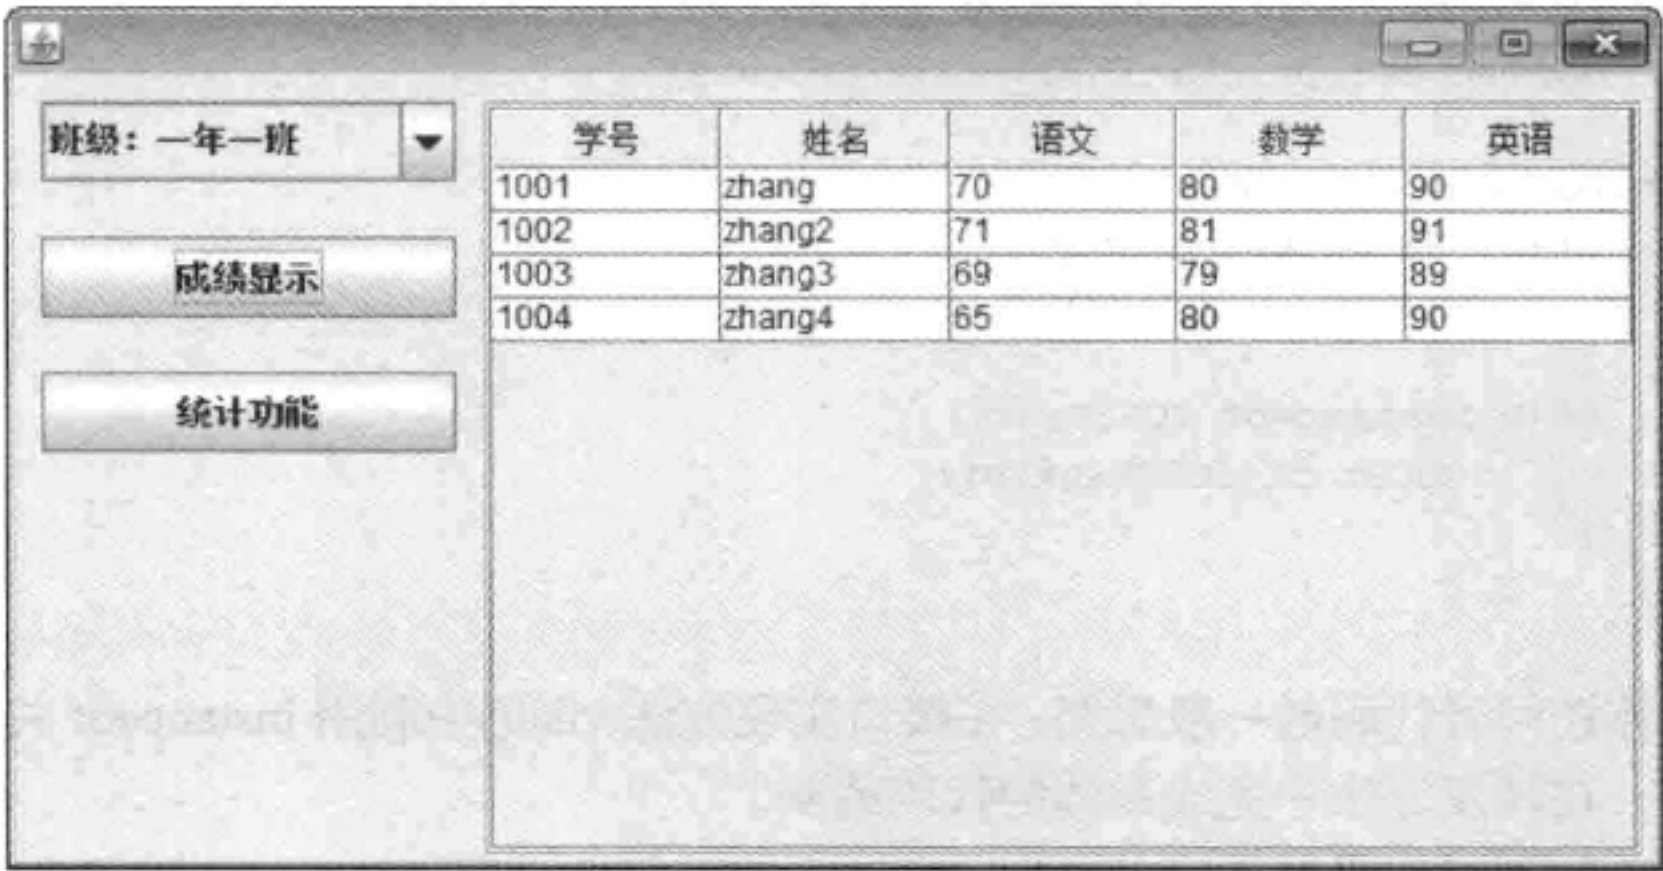 班级：一年一班
成绩显示
统计功能
学号 姓名 语文 数学 英语
1001 zhang 70 80 90
1002 zhang2 71 81 91
1003 zhang3 69 79 89
1004 zhang4 65 80 90